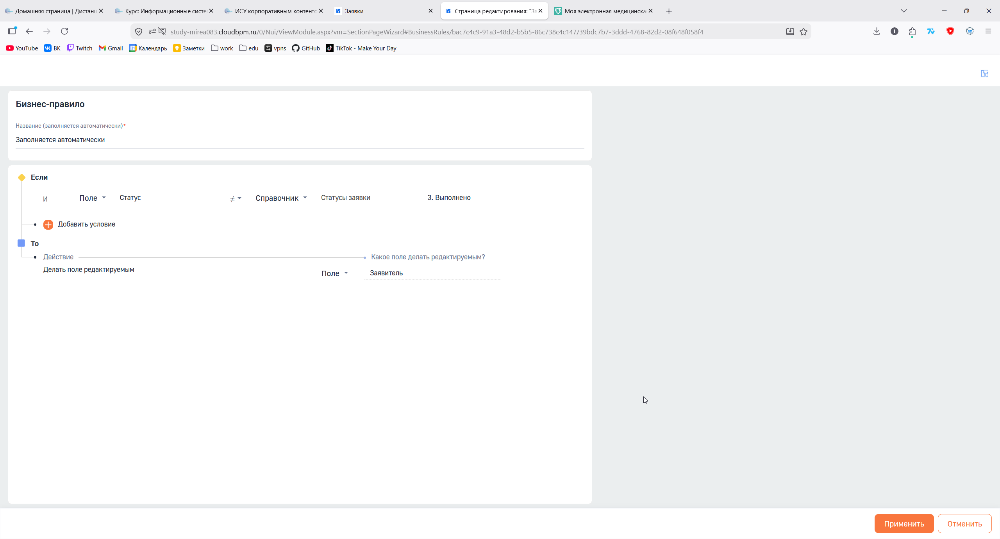 Домашняя страница | Дистанц
Курс: Информационные систе
ИСУ корпоративным контенто
Заявки
Страница редактирования: "За
Моя электронная медицинска
study-mirea083.cloudbpm.ru/0/Nui/ViewModule.aspx?vm=SectionPageWizard#BusinessRules/bac7c4c9-91a3-48d2-b5b5-86c738c4c147/39bdc7b7-3ddd-4768-82d2-08f648f058f4
YouTube
ВК
Twitch
Gmail
31 Календарь
Заметки
work
edu
vpns
GitHub
TikTok - Make Your Day
Бизнес-правило
Название (заполняется автоматически)*
Заполняется автоматически
Если
И Поле Статус ≠ Справочник Статусы заявки 3. Выполнено
Добавить условие
То
Действие Какое поле делать редактируемым?
Делать поле редактируемым
Поле Заявитель
Применить Отменить